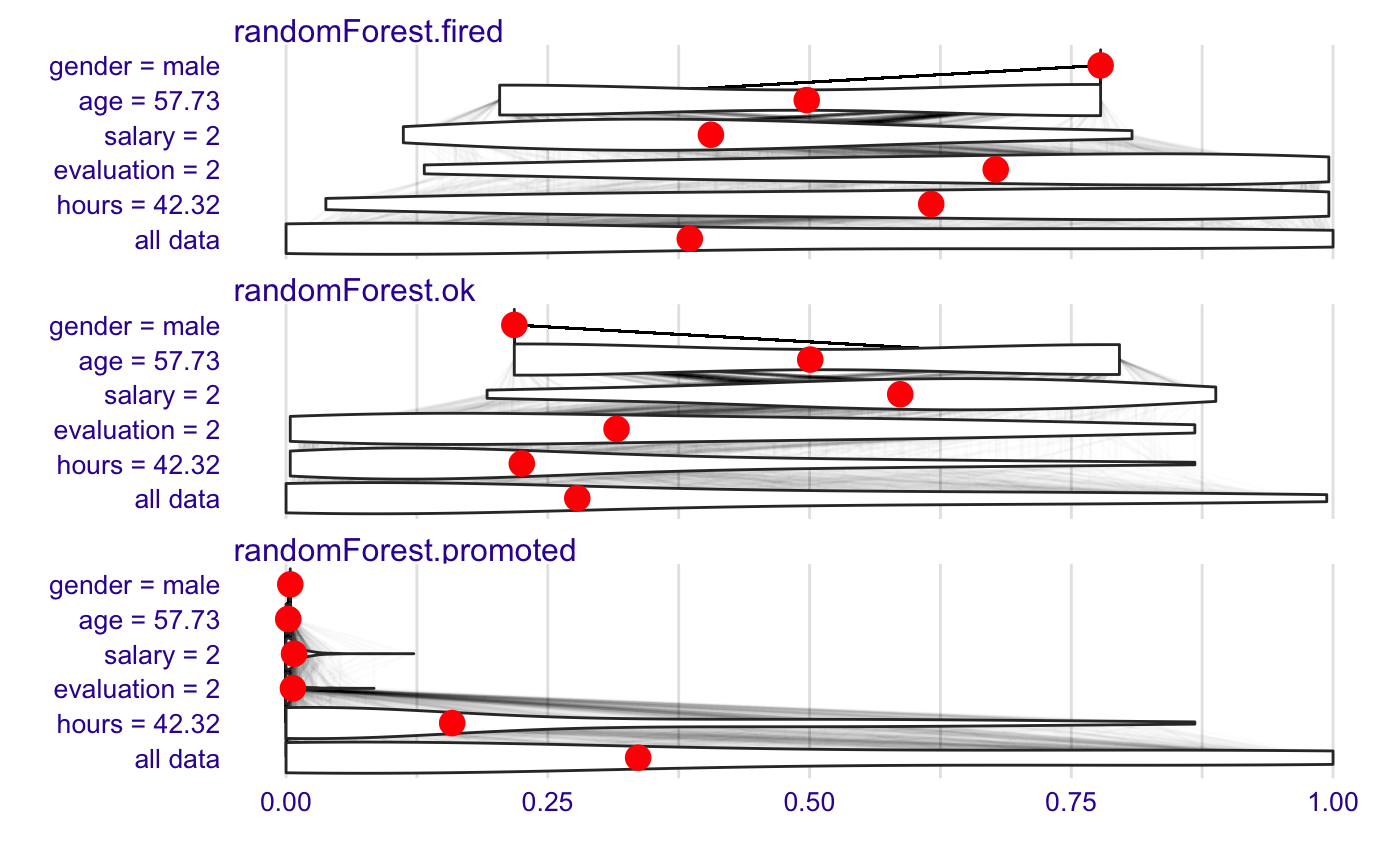 randomForest.fired
gender = male
age = 57.73
salary = 2
evaluation = 2
hours = 42.32
all data
randomForest.ok
gender = male
age = 57.73
salary = 2
evaluation = 2
hours = 42.32
all data
randomForest.promoted
gender = male
age = 57.73
salary = 2
evaluation = 2
hours = 42.32
all data
0.00 0.25 0.50 0.75 1.00